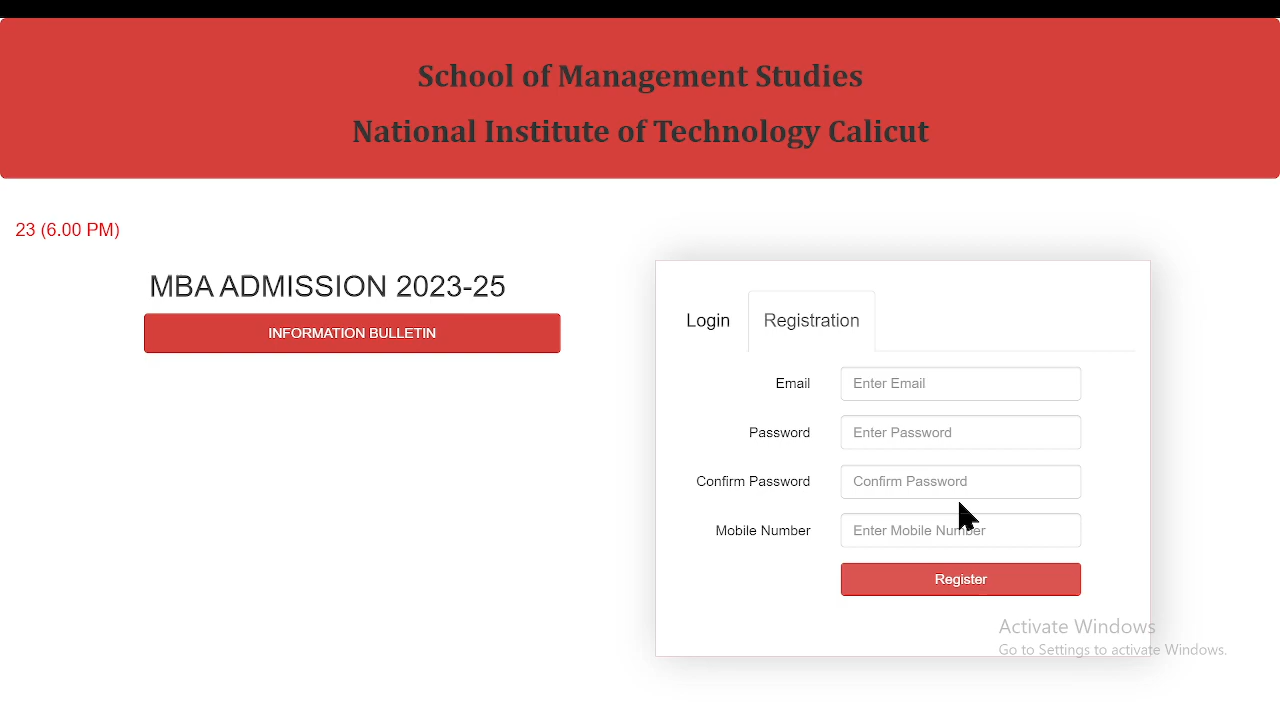 School of Management Studies
National Institute of Technology Calicut
23 (6.00 PM)
MBA ADMISSION 2023-25
INFORMATION BULLETIN
Login
Registration
Email
Enter Email
Password
Enter Password
Confirm Password
Confirm Password
Mobile Number
Enter Mobile Number
Register
Activate Windows
Go to Settings to activate Windows.